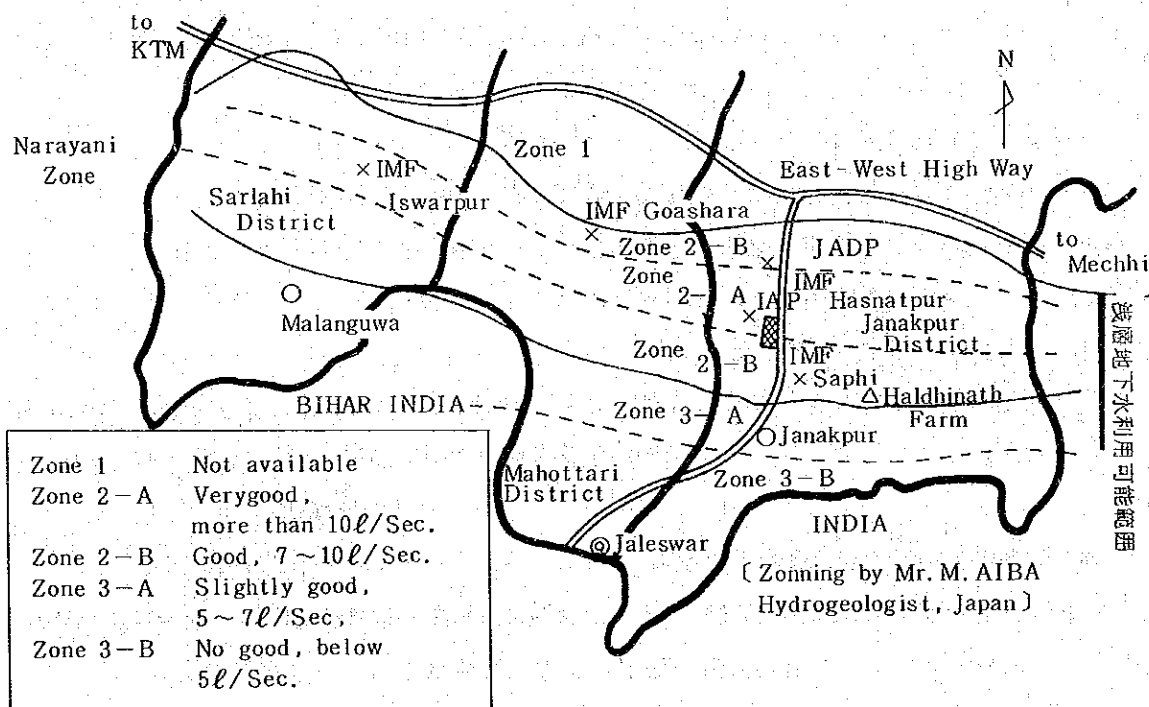 to
KTM
N
Narayani
Zone
Zone 1
East-West High Way
×IMF
Iswarpur
Sarlahi
District
IMF Goashara
×
Zone 2-B
×
JADP
to
Mechhi
Zone
2-A
IMF
×
IAP
Hasnatpur
Janakpur
District
Malanguwa
Zone
2-B
IMF
×Saphi
Haldhinath
Farm
BIHAR INDIA
Zone 3-A
Janakpur
Mahottari
District
Zone 3-B
INDIA
Jaleswar
〔Zonning by Mr. M. AIBA
Hydrogeologist, Japan〕
浅層地下水利用可能範囲
Zone 1 Not available
Zone 2-A Verygood,
more than 10ℓ/Sec.
Zone 2-B Good, 7~10ℓ/Sec.
Zone 3-A Slightly good,
5~7ℓ/Sec,
Zone 3-B No good, below
5ℓ/Sec.